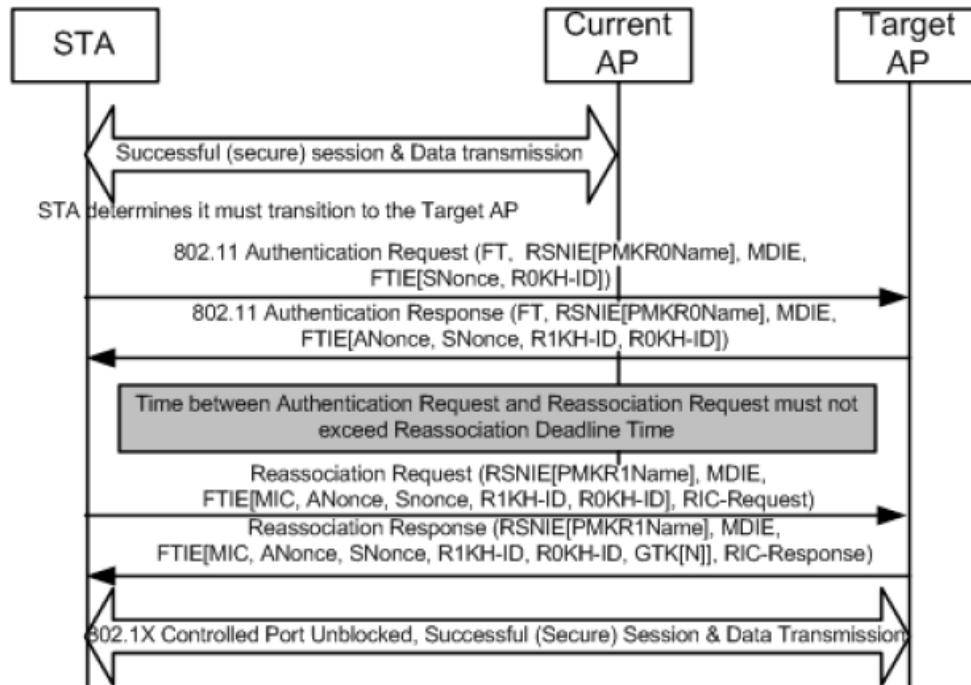 STA
Current
AP
Target
AP
Successful (secure) session & Data transmission
STA determines it must transition to the Target AP
802.11 Authentication Request (FT, RSNIE[PMKR0Name], MDIE,
FTIE[SNonce, R0KH-ID])
802.11 Authentication Response (FT, RSNIE[PMKR0Name], MDIE,
FTIE[ANonce, SNonce, R1KH-ID, R0KH-ID])
Time between Authentication Request and Reassociation Request must not
exceed Reassociation Deadline Time
Reassociation Request (RSNIE[PMKR1Name], MDIE,
FTIE[MIC, ANonce, Snonce, R1KH-ID, R0KH-ID], RIC-Request)
Reassociation Response (RSNIE[PMKR1Name], MDIE,
FTIE[MIC, ANonce, SNonce, R1KH-ID, R0KH-ID, GTK[N]], RIC-Response)
802.1X Controlled Port Unblocked, Successful (Secure) Session & Data Transmission